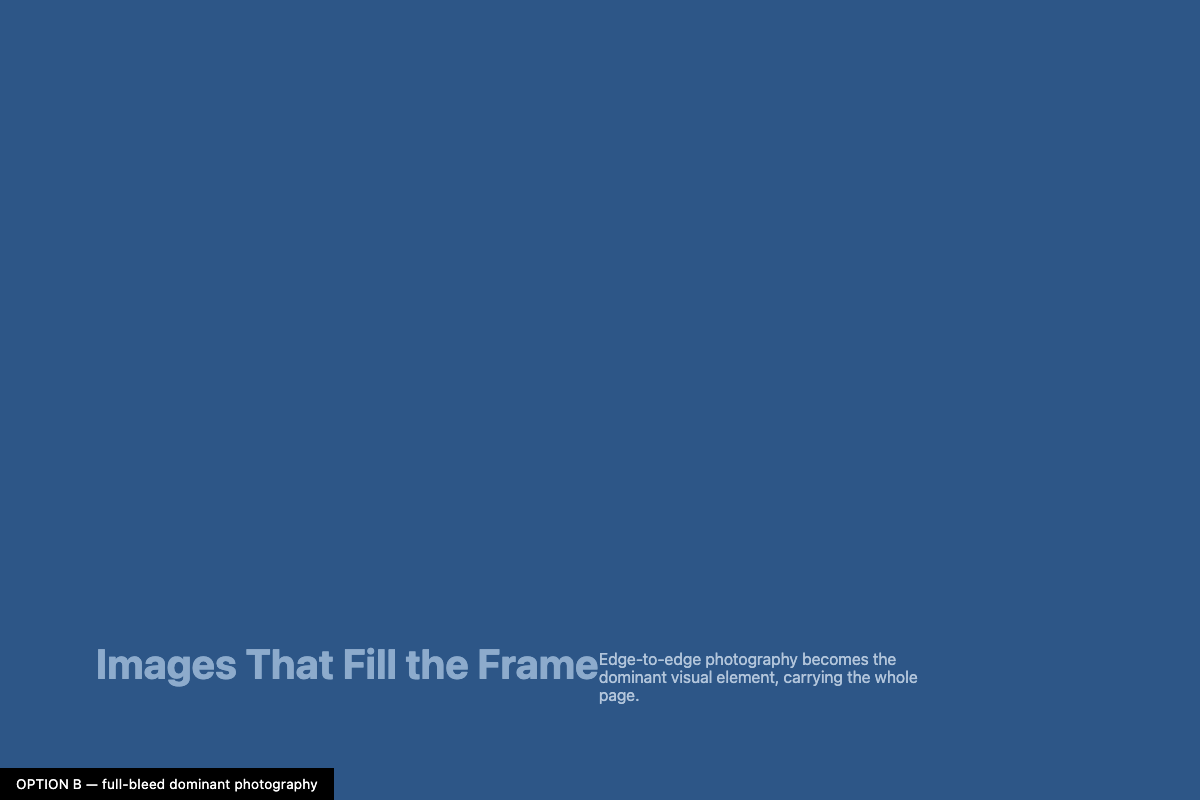 Images That Fill the Frame
Edge-to-edge photography becomes the
dominant visual element, carrying the whole
page.
OPTION B — full-bleed dominant photography